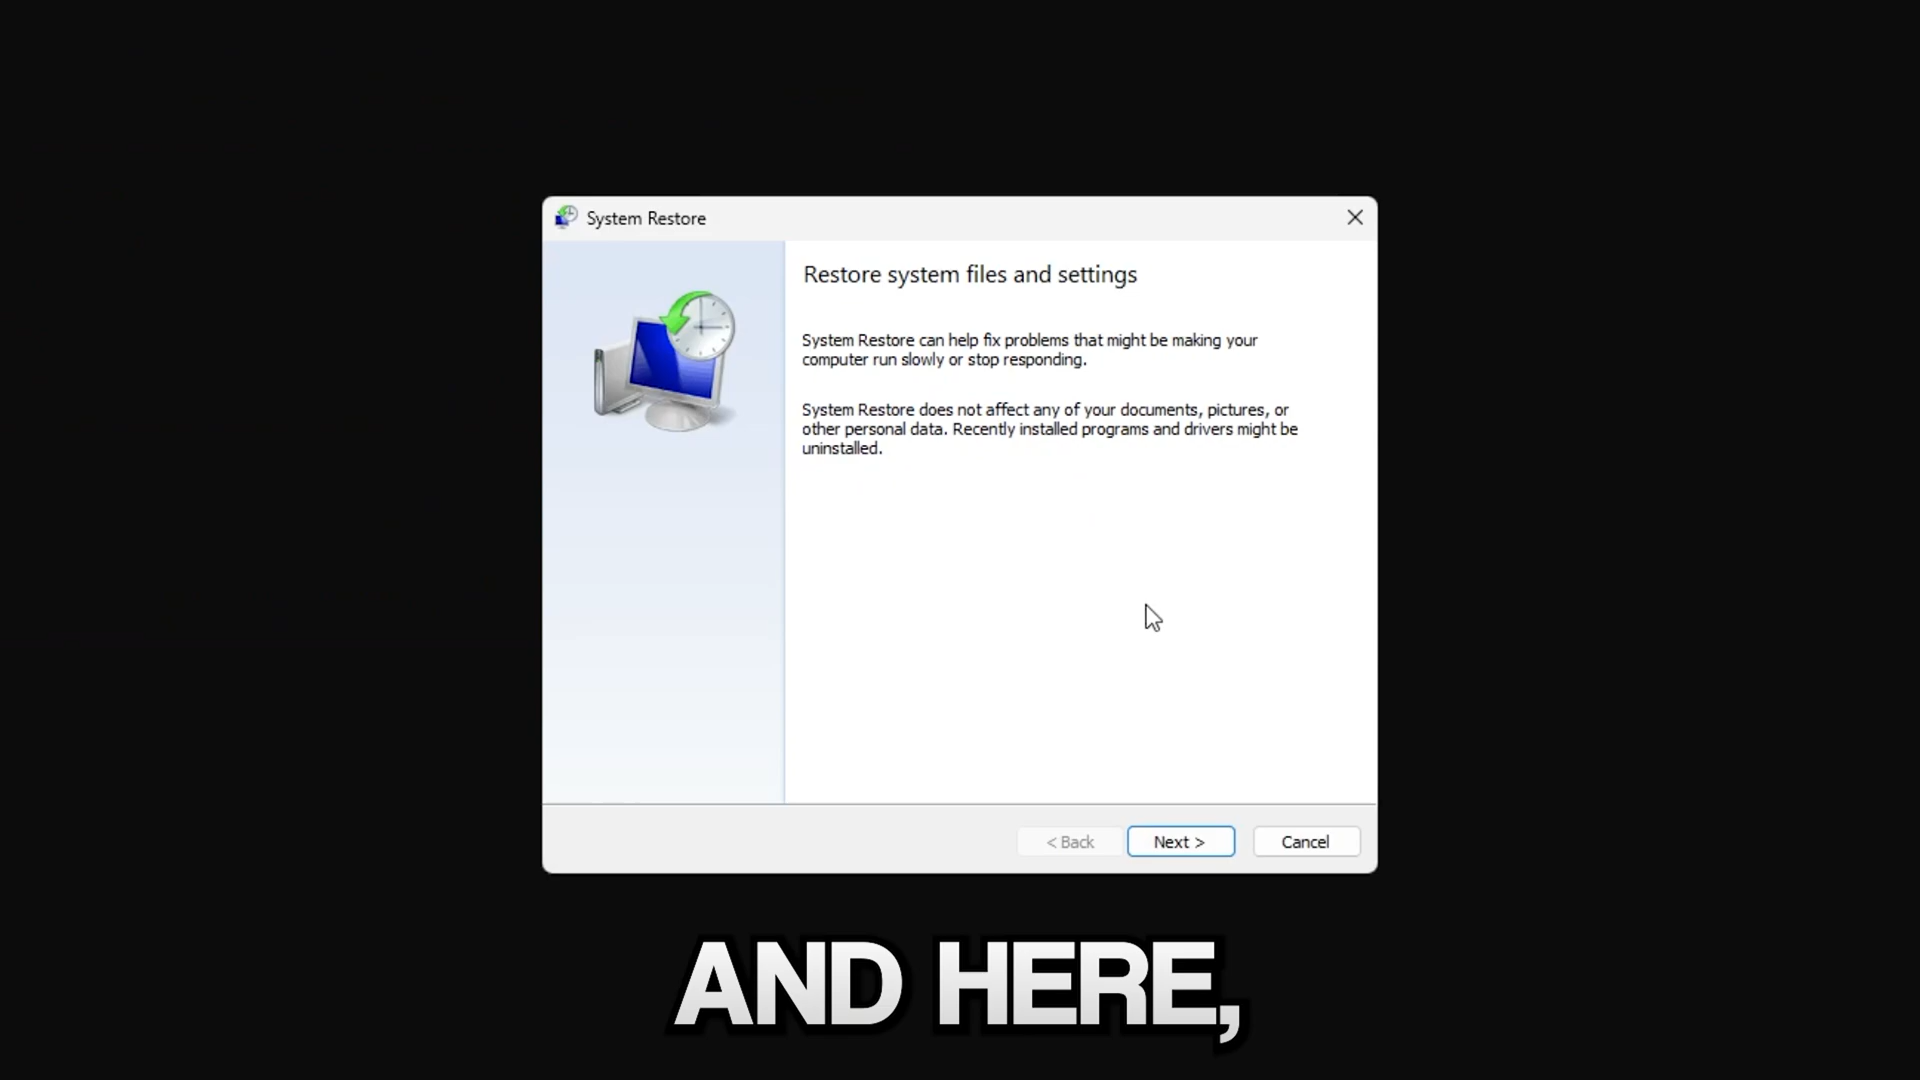 System Restore
Restore system files and settings
System Restore can help fix problems that might be making your
computer run slowly or stop responding.
System Restore does not affect any of your documents, pictures, or
other personal data. Recently installed programs and drivers might be
uninstalled.
< Back
Next >
Cancel
AND HERE,